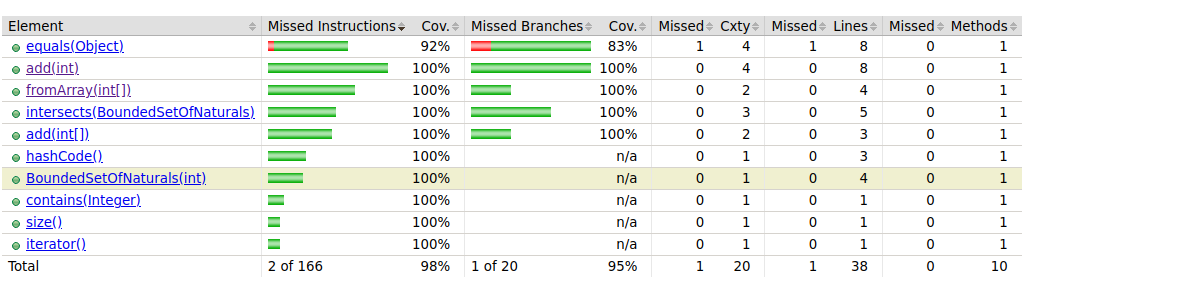 Element Missed Instructions Cov. Missed Branches Cov. Missed Cxty Missed Lines Missed Methods
equals(Object) 92% 83% 1 4 1 8 0 1
add(int) 100% 100% 0 4 0 8 0 1
fromArray(int[]) 100% 100% 0 2 0 4 0 1
intersects(BoundedSetOfNaturals) 100% 100% 0 3 0 5 0 1
add(int[]) 100% 100% 0 2 0 3 0 1
hashCode() 100% n/a 0 1 0 3 0 1
BoundedSetOfNaturals(int) 100% n/a 0 1 0 4 0 1
contains(Integer) 100% n/a 0 1 0 1 0 1
size() 100% n/a 0 1 0 1 0 1
iterator() 100% n/a 0 1 0 1 0 1
Total 2 of 166 98% 1 of 20 95% 1 20 1 38 0 10